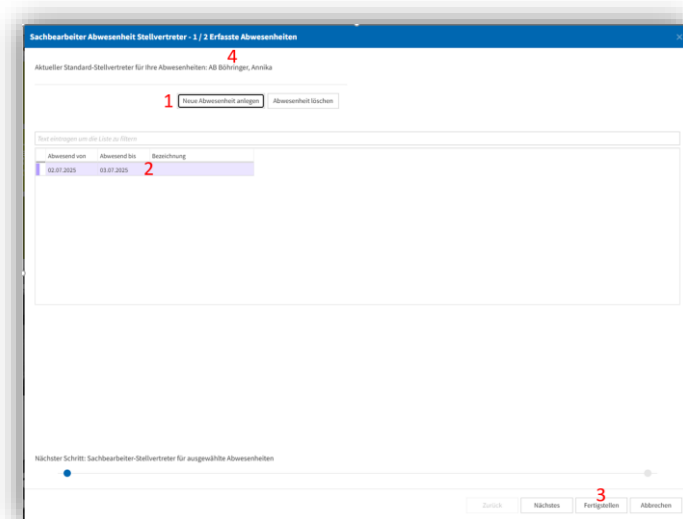 Sachbearbeiter Abwesenheit Stellvertreter - 1 / 2 Erfasste Abwesenheiten
4
Aktueller Standard-Stellvertreter für Ihre Abwesenheiten: AB Böhringer, Annika
1 Neue Abwesenheit anlegen Abwesenheit löschen
Text eintragen um die Liste zu filtern
Abwesend von Abwesend bis Bezeichnung
02.07.2025 03.07.2025 2
Nächster Schritt: Sachbearbeiter-Stellvertreter für ausgewählte Abwesenheiten
3
Zurück Nächstes Fertigstellen Abbrechen